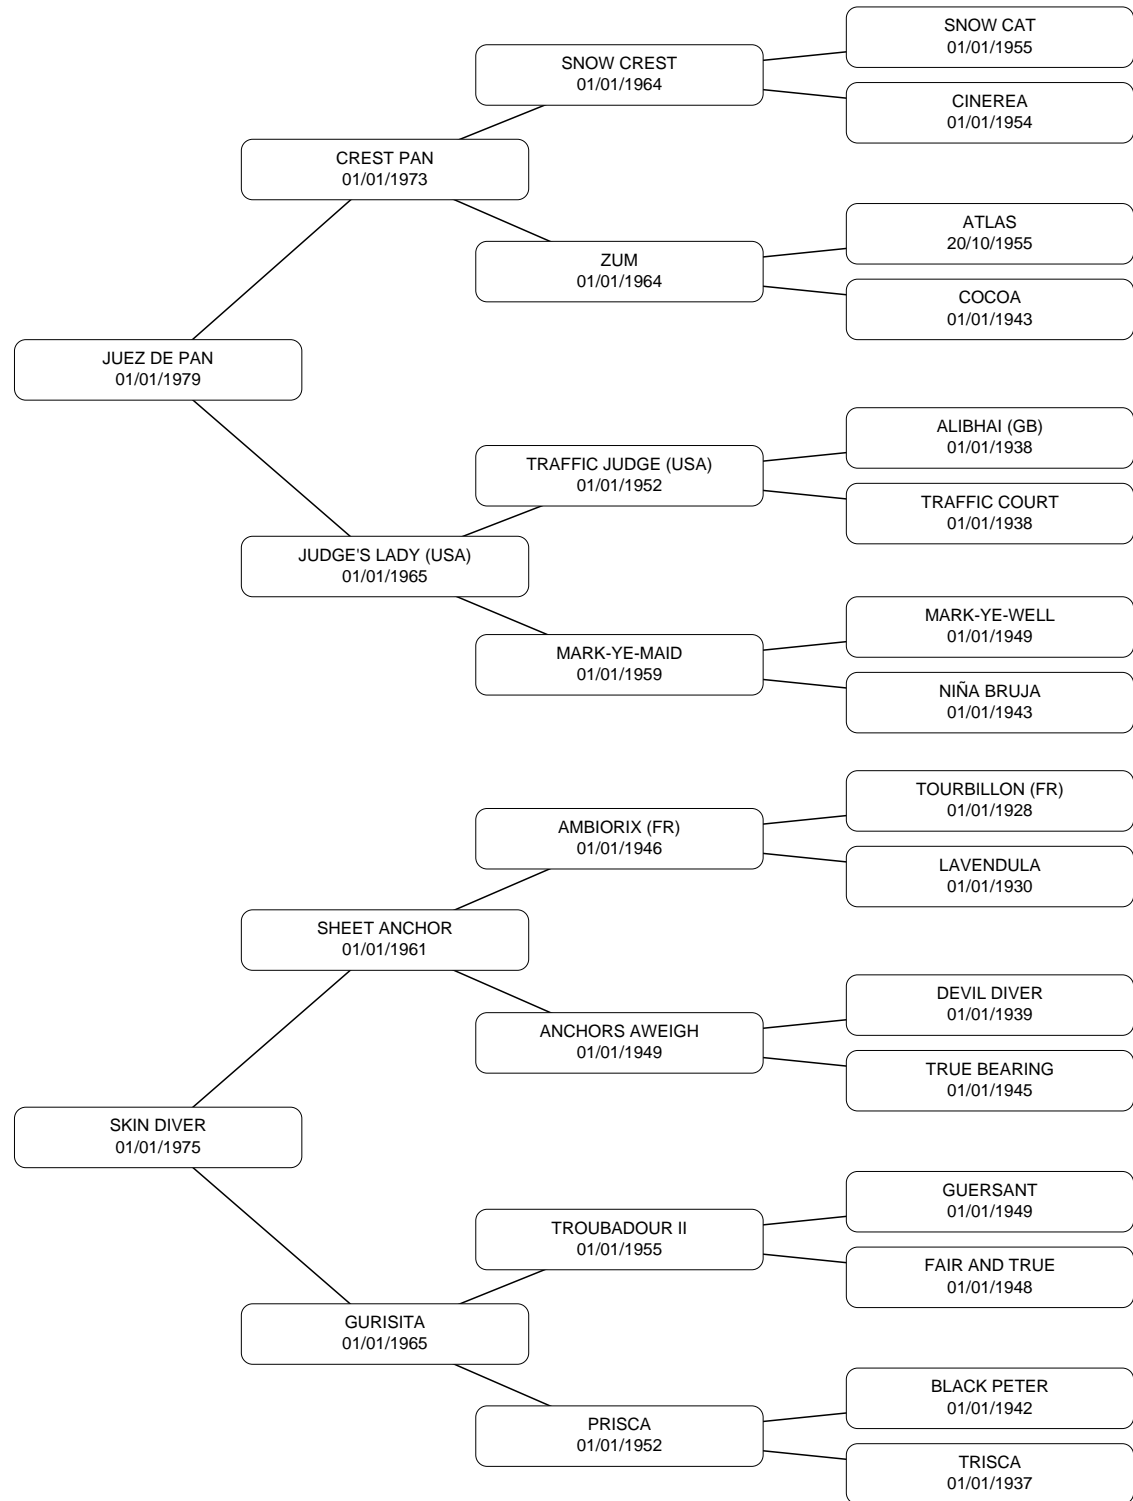 SNOW CAT
01/01/1955
SNOW CREST
01/01/1964
CINEREA
01/01/1954
CREST PAN
01/01/1973
ATLAS
20/10/1955
ZUM
01/01/1964
COCOA
01/01/1943
JUEZ DE PAN
01/01/1979
ALIBHAI (GB)
01/01/1938
TRAFFIC JUDGE (USA)
01/01/1952
TRAFFIC COURT
01/01/1938
JUDGE'S LADY (USA)
01/01/1965
MARK-YE-WELL
01/01/1949
MARK-YE-MAID
01/01/1959
NIÑA BRUJA
01/01/1943
TOURBILLON (FR)
01/01/1928
AMBIORIX (FR)
01/01/1946
LAVENDULA
01/01/1930
SHEET ANCHOR
01/01/1961
DEVIL DIVER
01/01/1939
ANCHORS AWEIGH
01/01/1949
TRUE BEARING
01/01/1945
SKIN DIVER
01/01/1975
GUERSANT
01/01/1949
TROUBADOUR II
01/01/1955
FAIR AND TRUE
01/01/1948
GURISITA
01/01/1965
BLACK PETER
01/01/1942
PRISCA
01/01/1952
TRISCA
01/01/1937